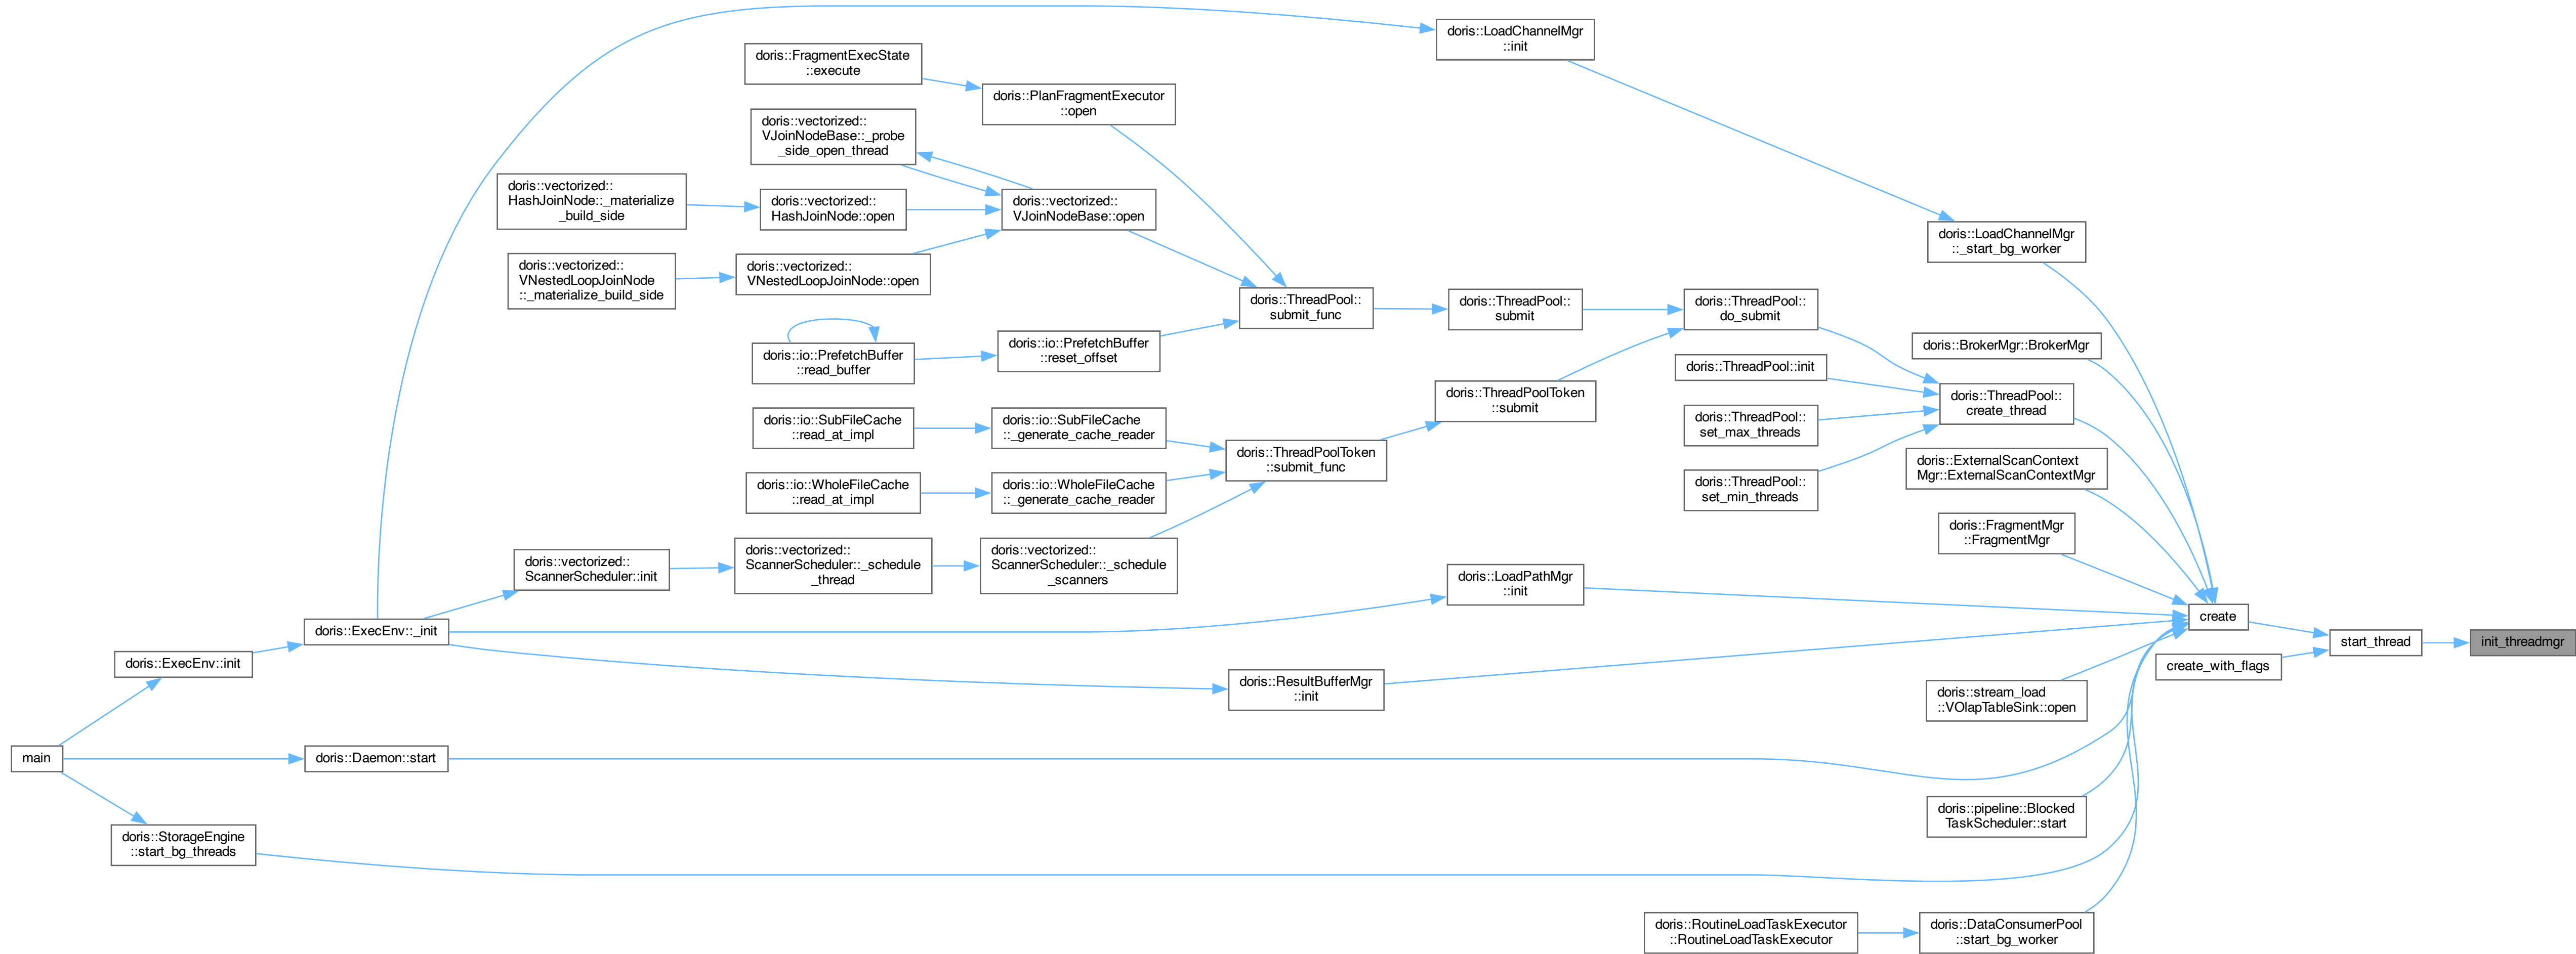 doris::LoadChannelMgr
::init
doris::FragmentExecState
::execute
doris::PlanFragmentExecutor
::open
doris::vectorized::
VJoinNodeBase::_probe
_side_open_thread
doris::vectorized::
HashJoinNode::_materialize
_build_side
doris::vectorized::
HashJoinNode::open
doris::vectorized::
VJoinNodeBase::open
doris::LoadChannelMgr
::_start_bg_worker
doris::vectorized::
VNestedLoopJoinNode
::_materialize_build_side
doris::vectorized::
VNestedLoopJoinNode::open
doris::ThreadPool::
submit_func
doris::ThreadPool::
submit
doris::ThreadPool::
do_submit
doris::io::PrefetchBuffer
::read_buffer
doris::io::PrefetchBuffer
::reset_offset
doris::BrokerMgr::BrokerMgr
doris::ThreadPool::init
doris::ThreadPoolToken
::submit
doris::ThreadPool::
create_thread
doris::io::SubFileCache
::read_at_impl
doris::io::SubFileCache
::_generate_cache_reader
doris::ThreadPool::
set_max_threads
doris::ThreadPoolToken
::submit_func
doris::ExternalScanContext
Mgr::ExternalScanContextMgr
doris::io::WholeFileCache
::read_at_impl
doris::io::WholeFileCache
::_generate_cache_reader
doris::ThreadPool::
set_min_threads
doris::FragmentMgr
::FragmentMgr
doris::vectorized::
ScannerScheduler::init
doris::vectorized::
ScannerScheduler::_schedule
_thread
doris::vectorized::
ScannerScheduler::_schedule
_scanners
doris::LoadPathMgr
::init
create
doris::ExecEnv::_init
start_thread
init_threadmgr
doris::ExecEnv::init
create_with_flags
doris::ResultBufferMgr
::init
doris::stream_load
::VOlapTableSink::open
main
doris::Daemon::start
doris::pipeline::Blocked
TaskScheduler::start
doris::StorageEngine
::start_bg_threads
doris::RoutineLoadTaskExecutor
::RoutineLoadTaskExecutor
doris::DataConsumerPool
::start_bg_worker